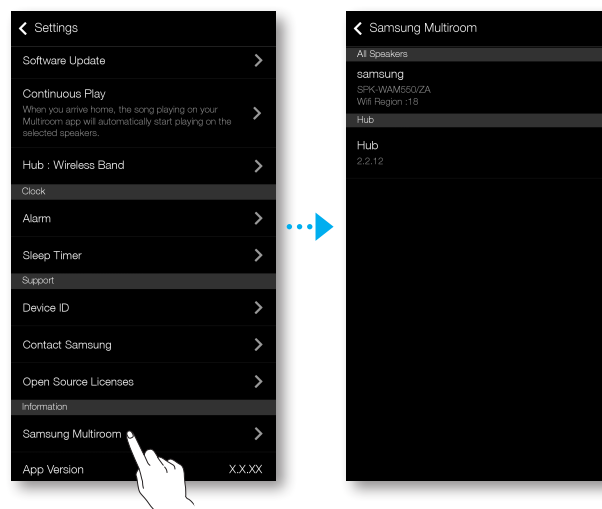 Settings
Software Update
Continuous Play
When you arrive home, the song playing on your
Multiroom app will automatically start playing on the
selected speakers.
Hub : Wireless Band
Clock
Alarm
Sleep Timer
Support
Device ID
Contact Samsung
Open Source Licenses
Information
Samsung Multiroom
App Version X.X.XX
Samsung Multiroom
All Speakers
samsung
SPK-WAM550/ZA
Wifi Region :18
Hub
Hub
2.2.12